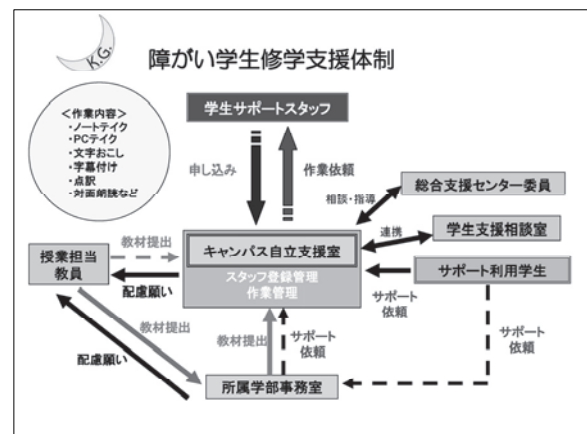 K.G.
障がい学生修学支援体制
＜作業内容＞
・ノートテイク
・PCテイク
・文字おこし
・字幕付け
・点訳
・対面朗読など
学生サポートスタッフ
申し込み
作業依頼
相談・指導
総合支援センター委員
連携
学生支援相談室
教材提出
キャンパス自立支援室
スタッフ登録管理
作業管理
授業担当
教員
配慮願い
サポート利用学生
サポート
依頼
教材提出
配慮願い
教材提出
サポート
依頼
サポート
依頼
所属学部事務室